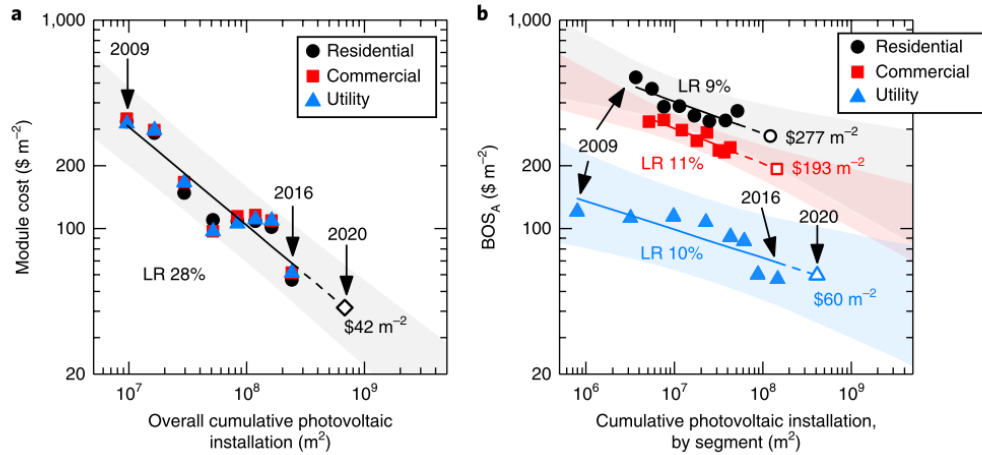 a
1,000
200
100
20
Module cost ($ m⁻²)
Residential
Commercial
Utility
2009
2016
2020
LR 28%
$42 m⁻²
10⁷
10⁸
10⁹
Overall cumulative photovoltaic
installation (m²)
b
1,000
200
100
20
BOS_A ($ m⁻²)
Residential
Commercial
Utility
LR 9%
$277 m⁻²
2009
LR 11%
$193 m⁻²
2016
2020
LR 10%
$60 m⁻²
10⁶
10⁷
10⁸
10⁹
Cumulative photovoltaic installation,
by segment (m²)